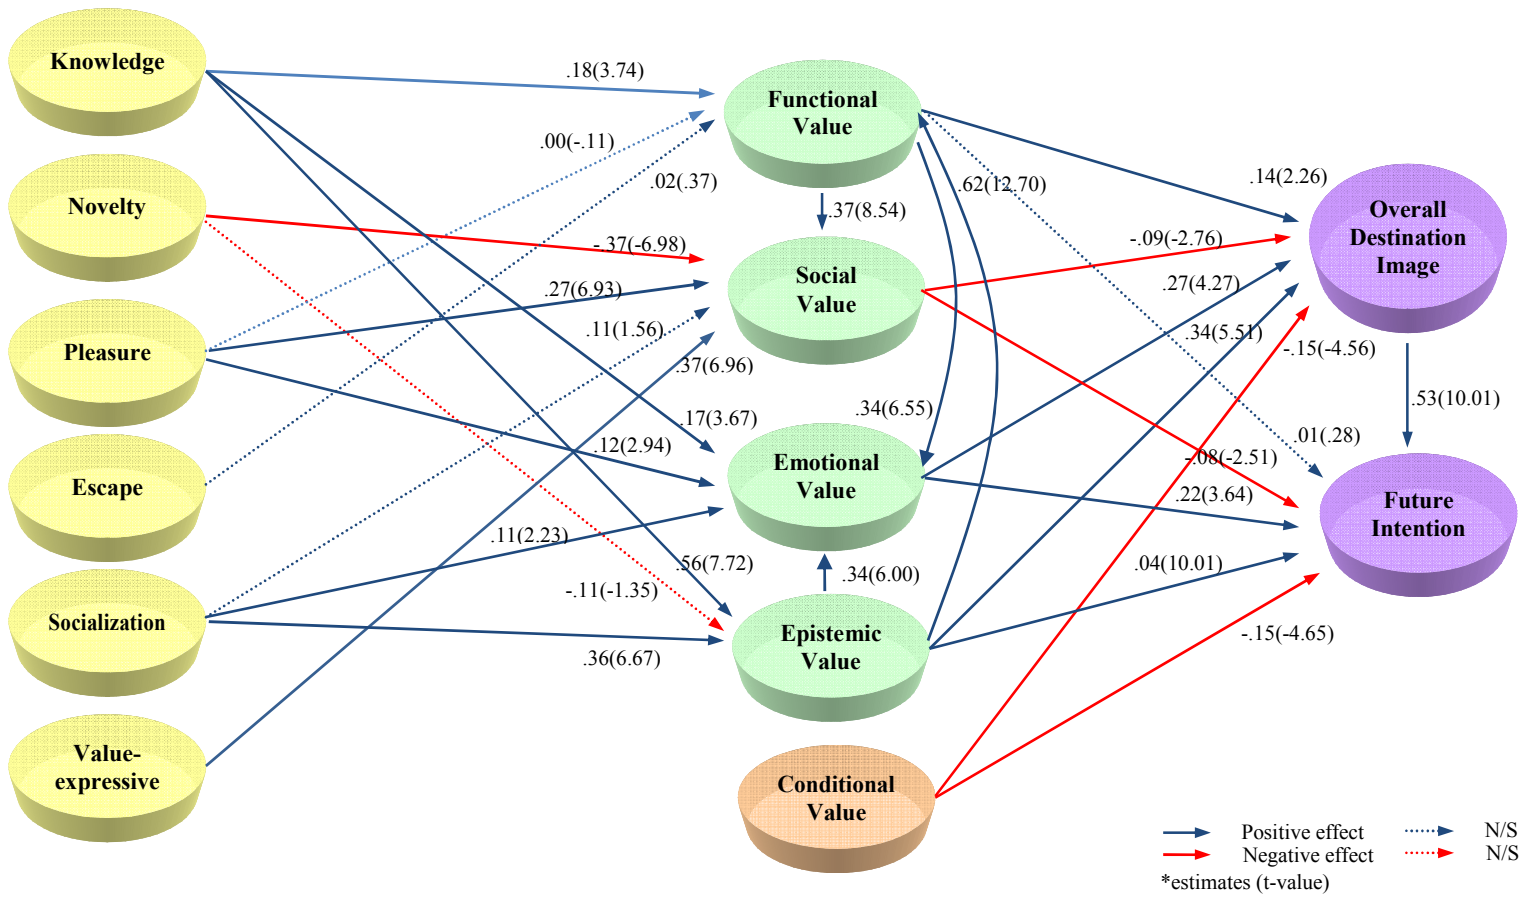 Knowledge
Novelty
Pleasure
Escape
Socialization
Value-
expressive
.18(3.74)
.00(-.11)
.02(.37)
-.37(-6.98)
.27(6.93)
.11(1.56)
.37(6.96)
.17(3.67)
.12(2.94)
.11(2.23)
.56(7.72)
-.11(-1.35)
.36(6.67)
Functional
Value
.37(8.54)
Social
Value
.34(6.55)
Emotional
Value
.34(6.00)
Epistemic
Value
Conditional
Value
.62(12.70)
.14(2.26)
-.09(-2.76)
.27(4.27)
.34(5.51)
-.15(-4.56)
.01(.28)
-.08(-2.51)
.22(3.64)
.04(10.01)
-.15(-4.65)
Overall
Destination
Image
.53(10.01)
Future
Intention
Positive effect
N/S
Negative effect
N/S
*estimates (t-value)